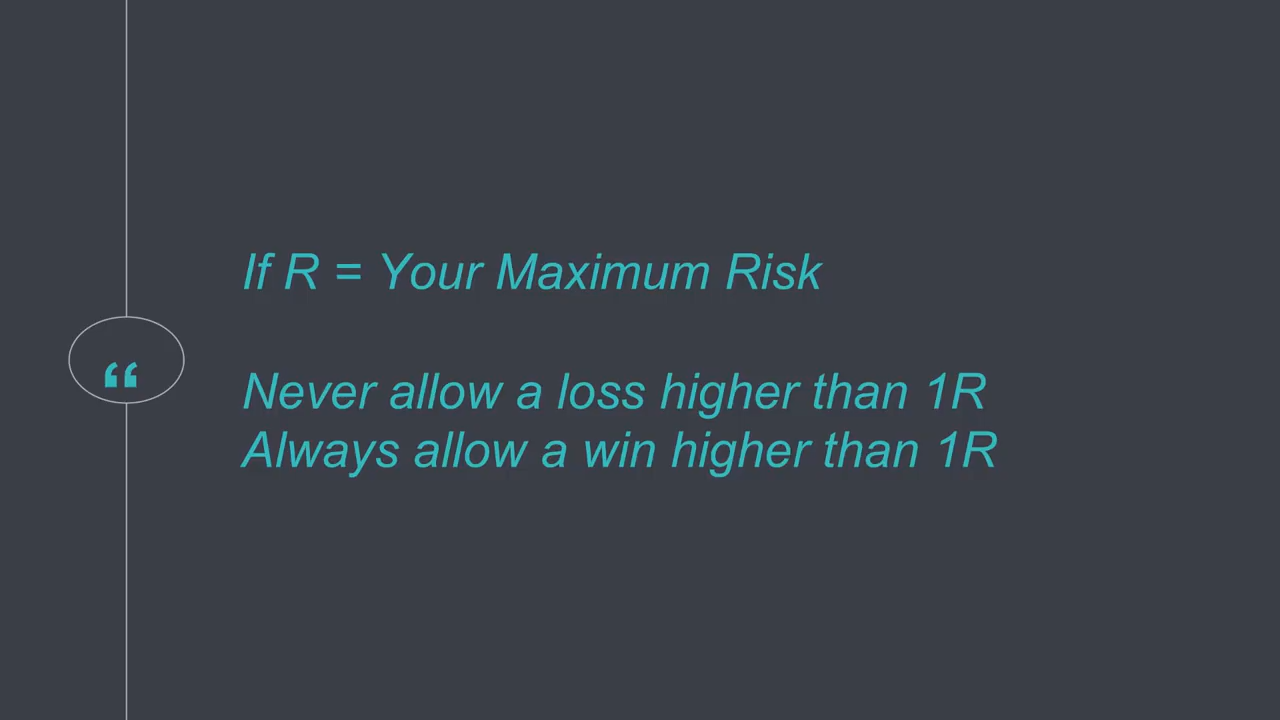 If R = Your Maximum Risk
“
Never allow a loss higher than 1R
Always allow a win higher than 1R